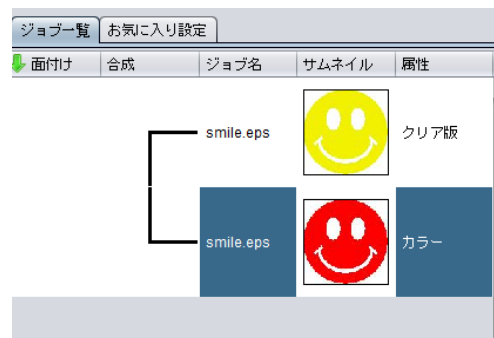 ジョブ一覧 お気に入り設定
面付け 合成 ジョブ名 サムネイル 属性
smile.eps クリア版
smile.eps カラー